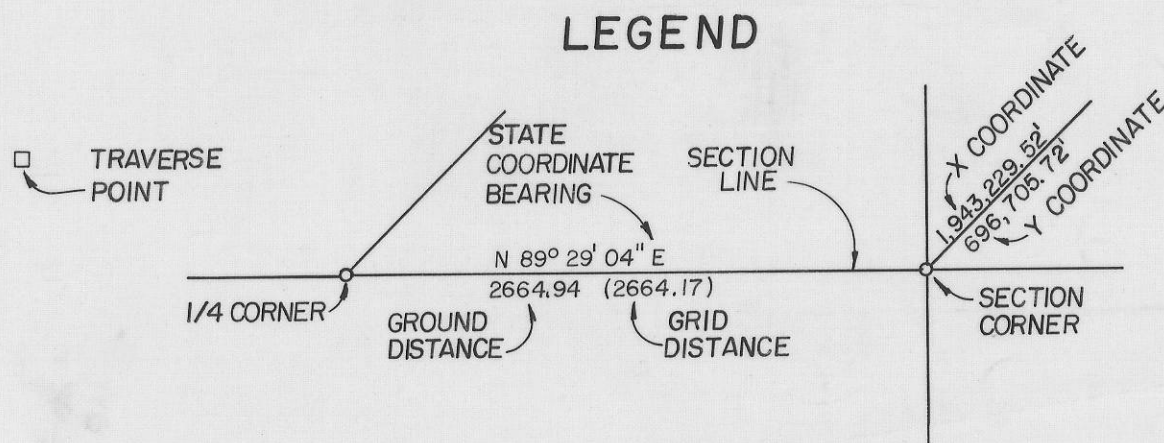 LEGEND
TRAVERSE
POINT
STATE
COORDINATE
BEARING
SECTION
LINE
X COORDINATE
1,943,229.52'
696,705.72'
Y COORDINATE
N 89° 29' 04" E
2664.94 (2664.17)
1/4 CORNER
GROUND
DISTANCE
GRID
DISTANCE
SECTION
CORNER